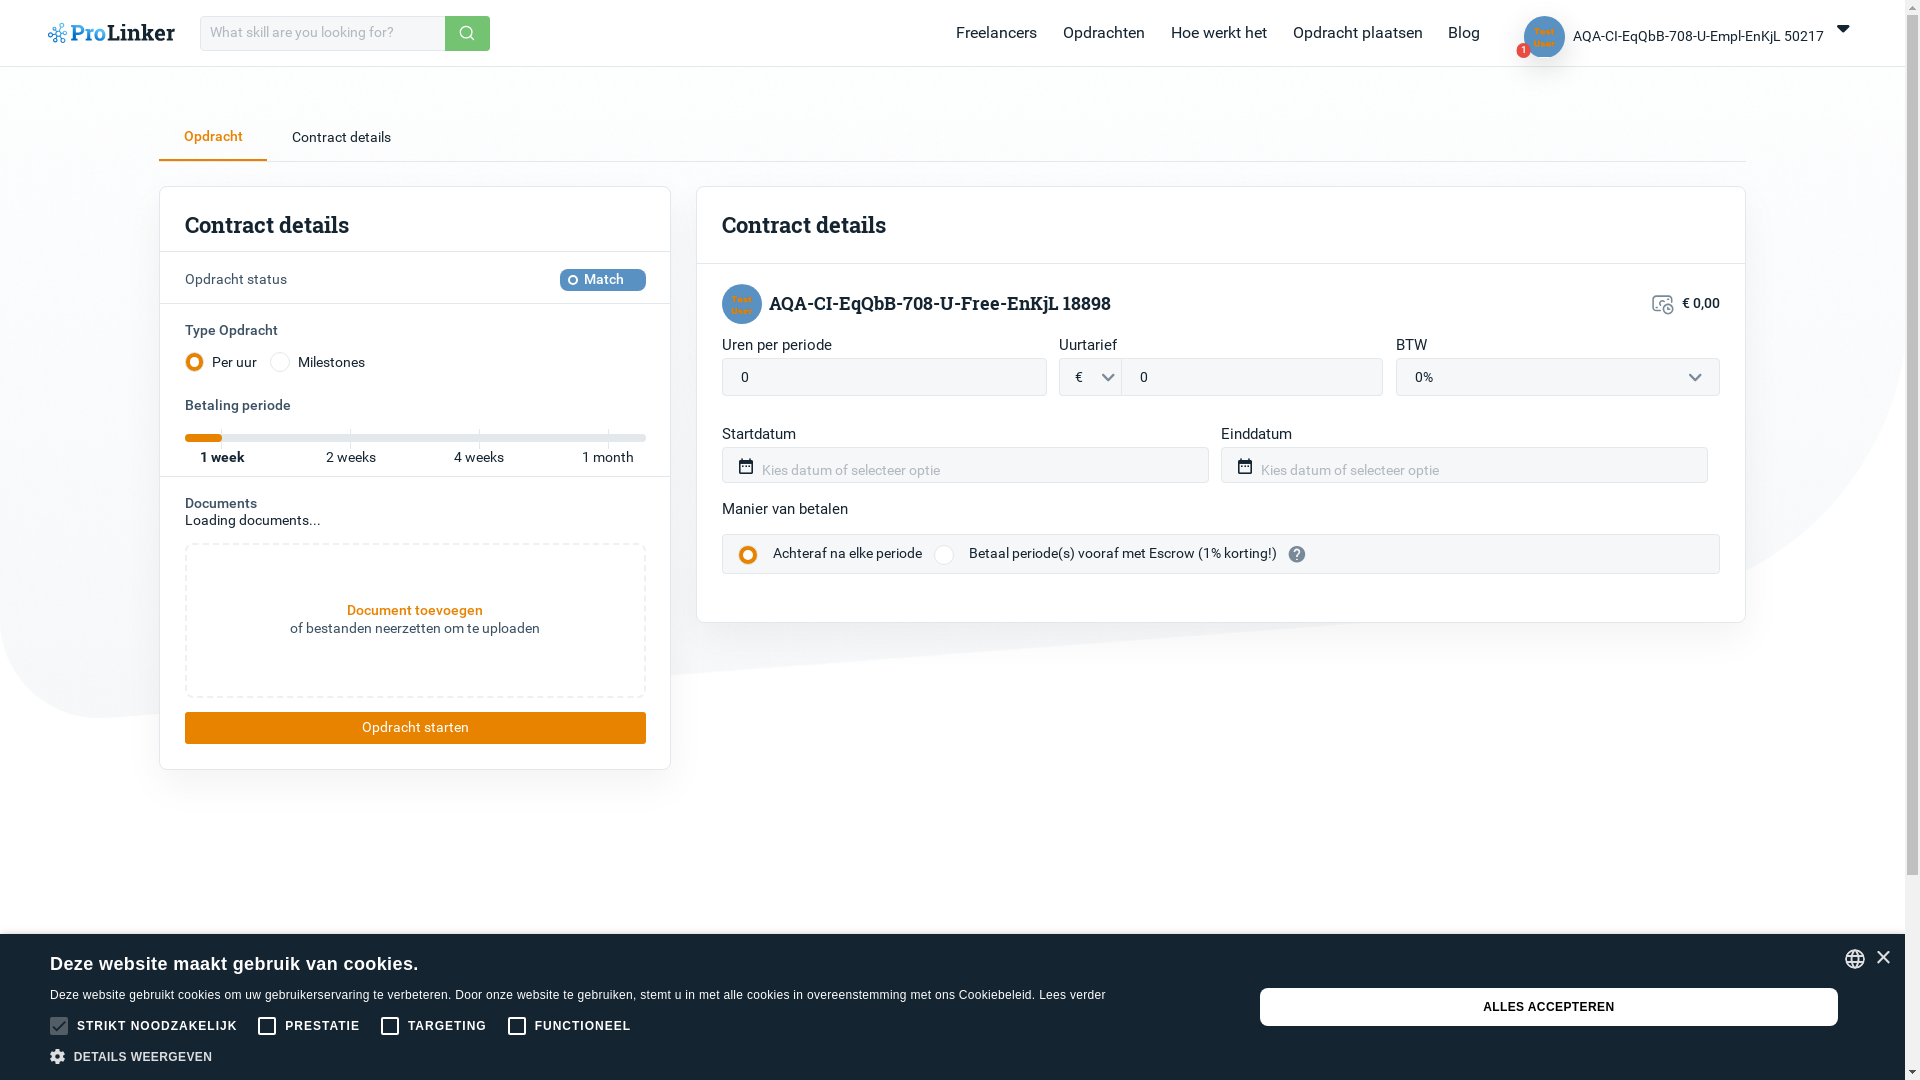 ProLinker
What skill are you looking for?
Freelancers
Opdrachten
Hoe werkt het
Opdracht plaatsen
Blog
Test
User
1
AQA-CI-EqQbB-708-U-Empl-EnKjL 50217
Opdracht
Contract details
Contract details
Opdracht status
Match
Type Opdracht
Per uur
Milestones
Betaling periode
1 week
2 weeks
4 weeks
1 month
Documents
Loading documents...
Document toevoegen
of bestanden neerzetten om te uploaden
Opdracht starten
Contract details
Test
User
AQA-CI-EqQbB-708-U-Free-EnKjL 18898
€ 0,00
Uren per periode
Uurtarief
BTW
0
€
0
0%
Startdatum
Einddatum
Kies datum of selecteer optie
Kies datum of selecteer optie
Manier van betalen
Achteraf na elke periode
Betaal periode(s) vooraf met Escrow (1% korting!)
?
Deze website maakt gebruik van cookies.
Deze website gebruikt cookies om uw gebruikerservaring te verbeteren. Door onze website te gebruiken, stemt u in met alle cookies in overeenstemming met ons Cookiebeleid. Lees verder
STRIKT NOODZAKELIJK
PRESTATIE
TARGETING
FUNCTIONEEL
DETAILS WEERGEVEN
ALLES ACCEPTEREN
×